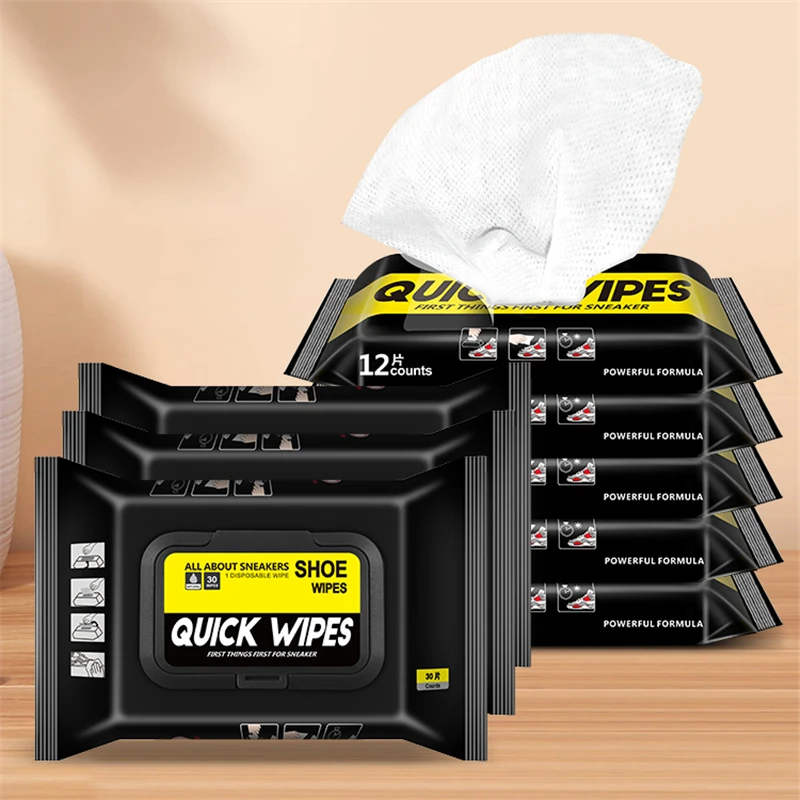 QUICK WIPES
FIRST THINGS FIRST FOR SNEAKER
12片
counts
POWERFUL FORMULA
POWERFUL FORMULA
POWERFUL FORMULA
POWERFUL FORMULA
POWERFUL FORMULA
ALL ABOUT SNEAKERS
1 DISPOSABLE WIPE
SHOE
WIPES
30
WIPES
QUICK WIPES
FIRST THINGS FIRST FOR SNEAKER
30片
Counts